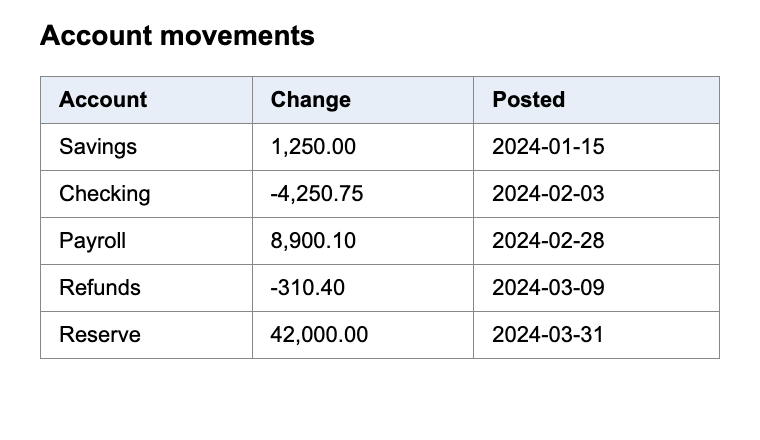 Account movements
Account Change Posted
Savings 1,250.00 2024-01-15
Checking -4,250.75 2024-02-03
Payroll 8,900.10 2024-02-28
Refunds -310.40 2024-03-09
Reserve 42,000.00 2024-03-31